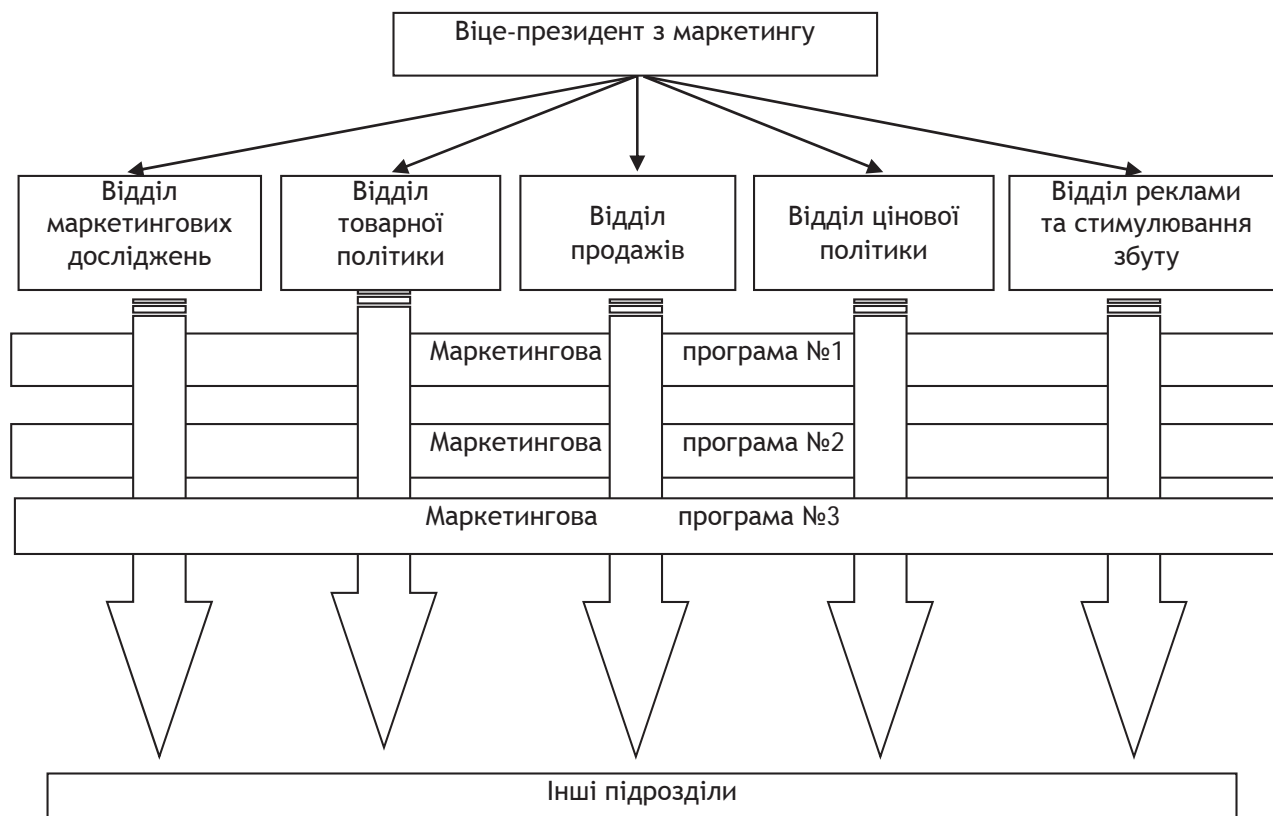 Віце-президент з маркетингу
Відділ
маркетингових
досліджень
Відділ
товарної
політики
Відділ
продажів
Відділ цінової
політики
Відділ реклами
та стимулювання
збуту
Маркетингова програма №1
Маркетингова програма №2
Маркетингова програма №3
Інші підрозділи